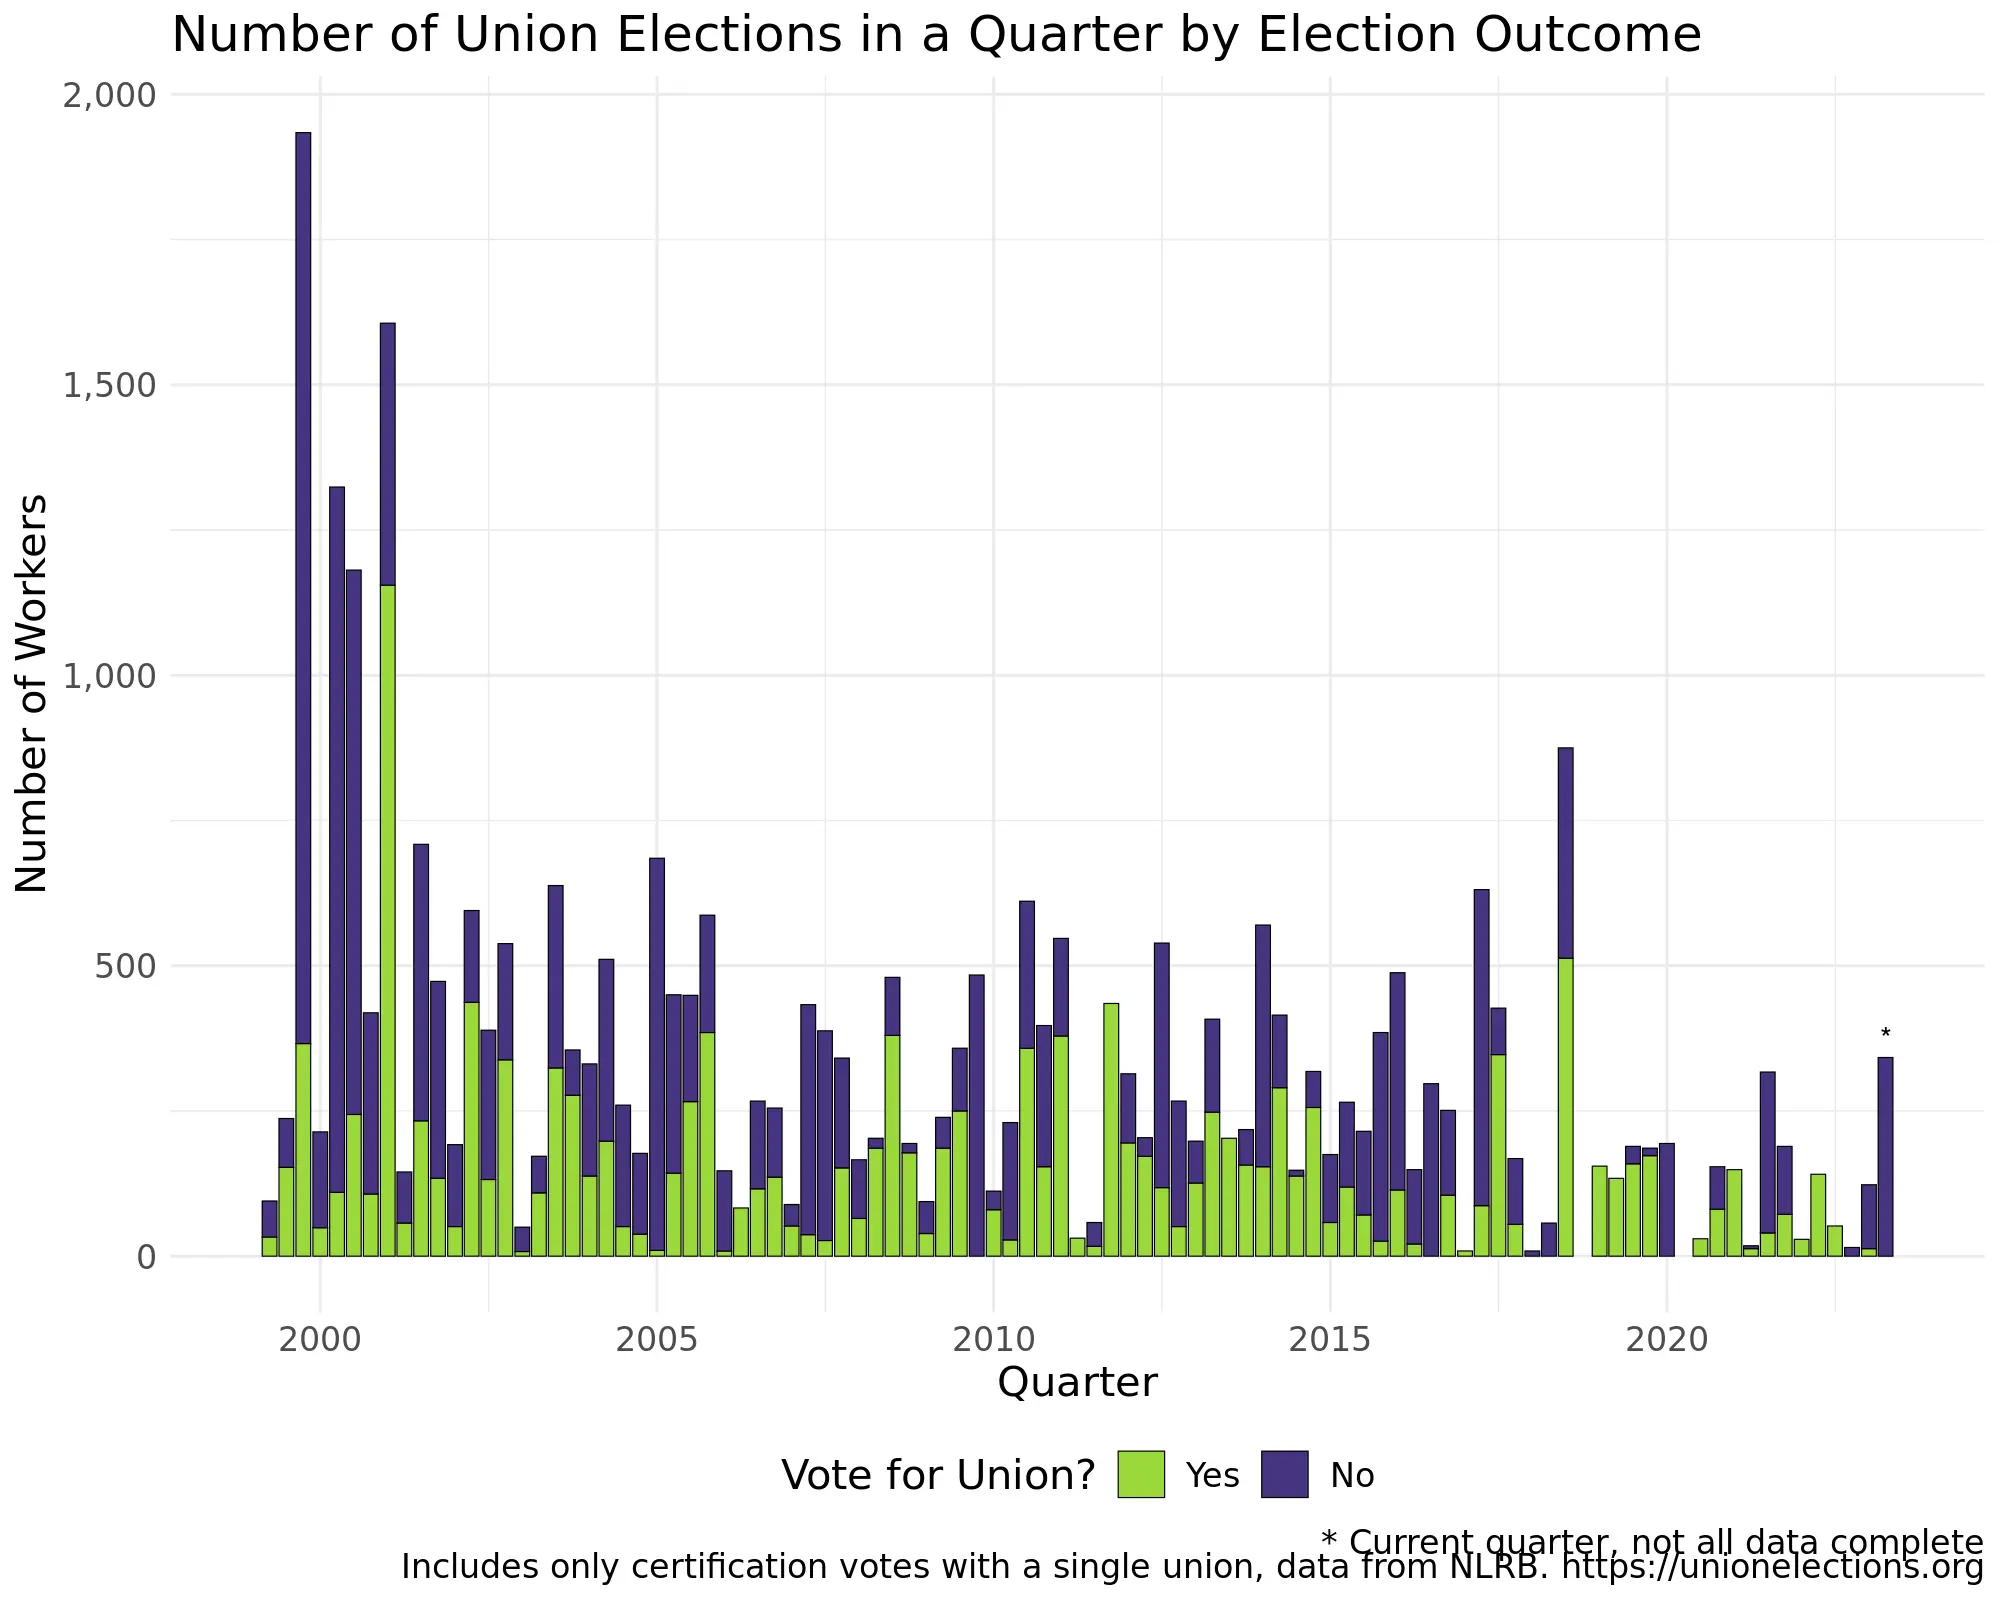 Number of Union Elections in a Quarter by Election Outcome
Number of Workers
2,000
1,500
1,000
500
0
*
2000 2005 2010 2015 2020
Quarter
Vote for Union? Yes No
* Current quarter, not all data complete
Includes only certification votes with a single union, data from NLRB. https://unionelections.org